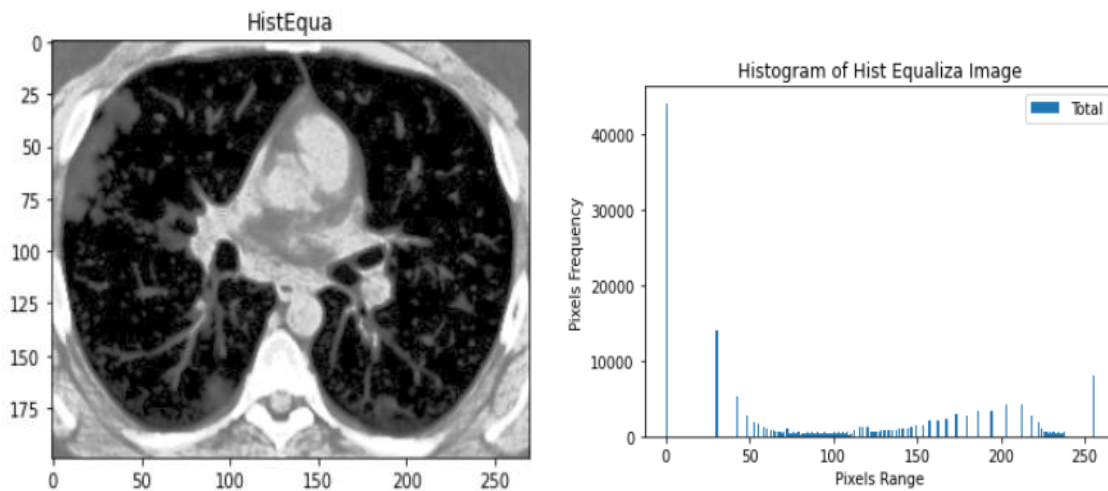 HistEqua
0
25
50
75
100
125
150
175
0 50 100 150 200 250
Histogram of Hist Equaliza Image
Total
Pixels Frequency
40000
30000
20000
10000
0
0 50 100 150 200 250
Pixels Range